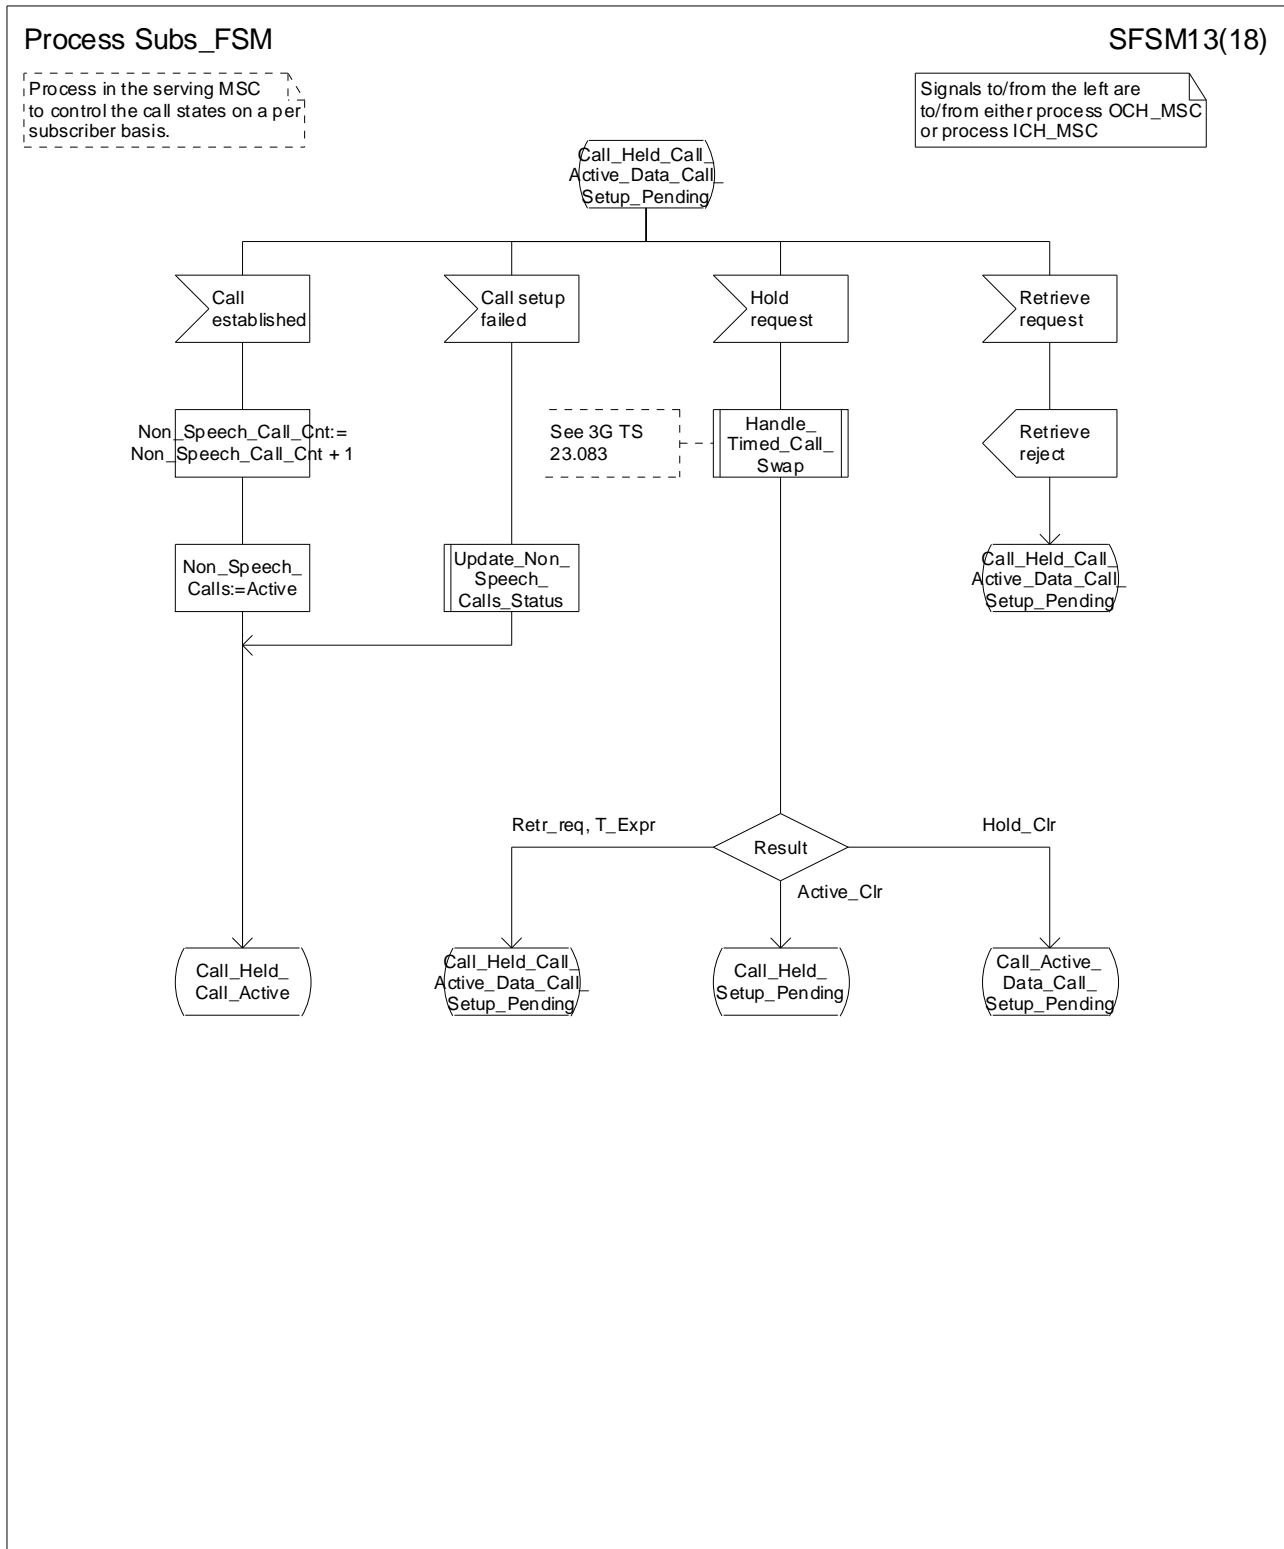 Process Subs_FSM
SFSM13(18)
Process in the serving MSC
to control the call states on a per
subscriber basis.
Signals to/from the left are
to/from either process OCH_MSC
or process ICH_MSC
Call_Held_Call_
Active_Data_Call_
Setup_Pending
Call
established
Call setup
failed
Hold
request
Retrieve
request
Non_Speech_Call_Cnt:=
Non_Speech_Call_Cnt + 1
See 3G TS
23.083
Handle_
Timed_Call_
Swap
Retrieve
reject
Non_Speech_
Calls:=Active
Update_Non_
Speech_
Calls_Status
Call_Held_Call_
Active_Data_Call_
Setup_Pending
Retr_req, T_Expr
Result
Hold_Clr
Active_Clr
Call_Held_
Call_Active
Call_Held_Call_
Active_Data_Call_
Setup_Pending
Call_Held_
Setup_Pending
Call_Active_
Data_Call_
Setup_Pending